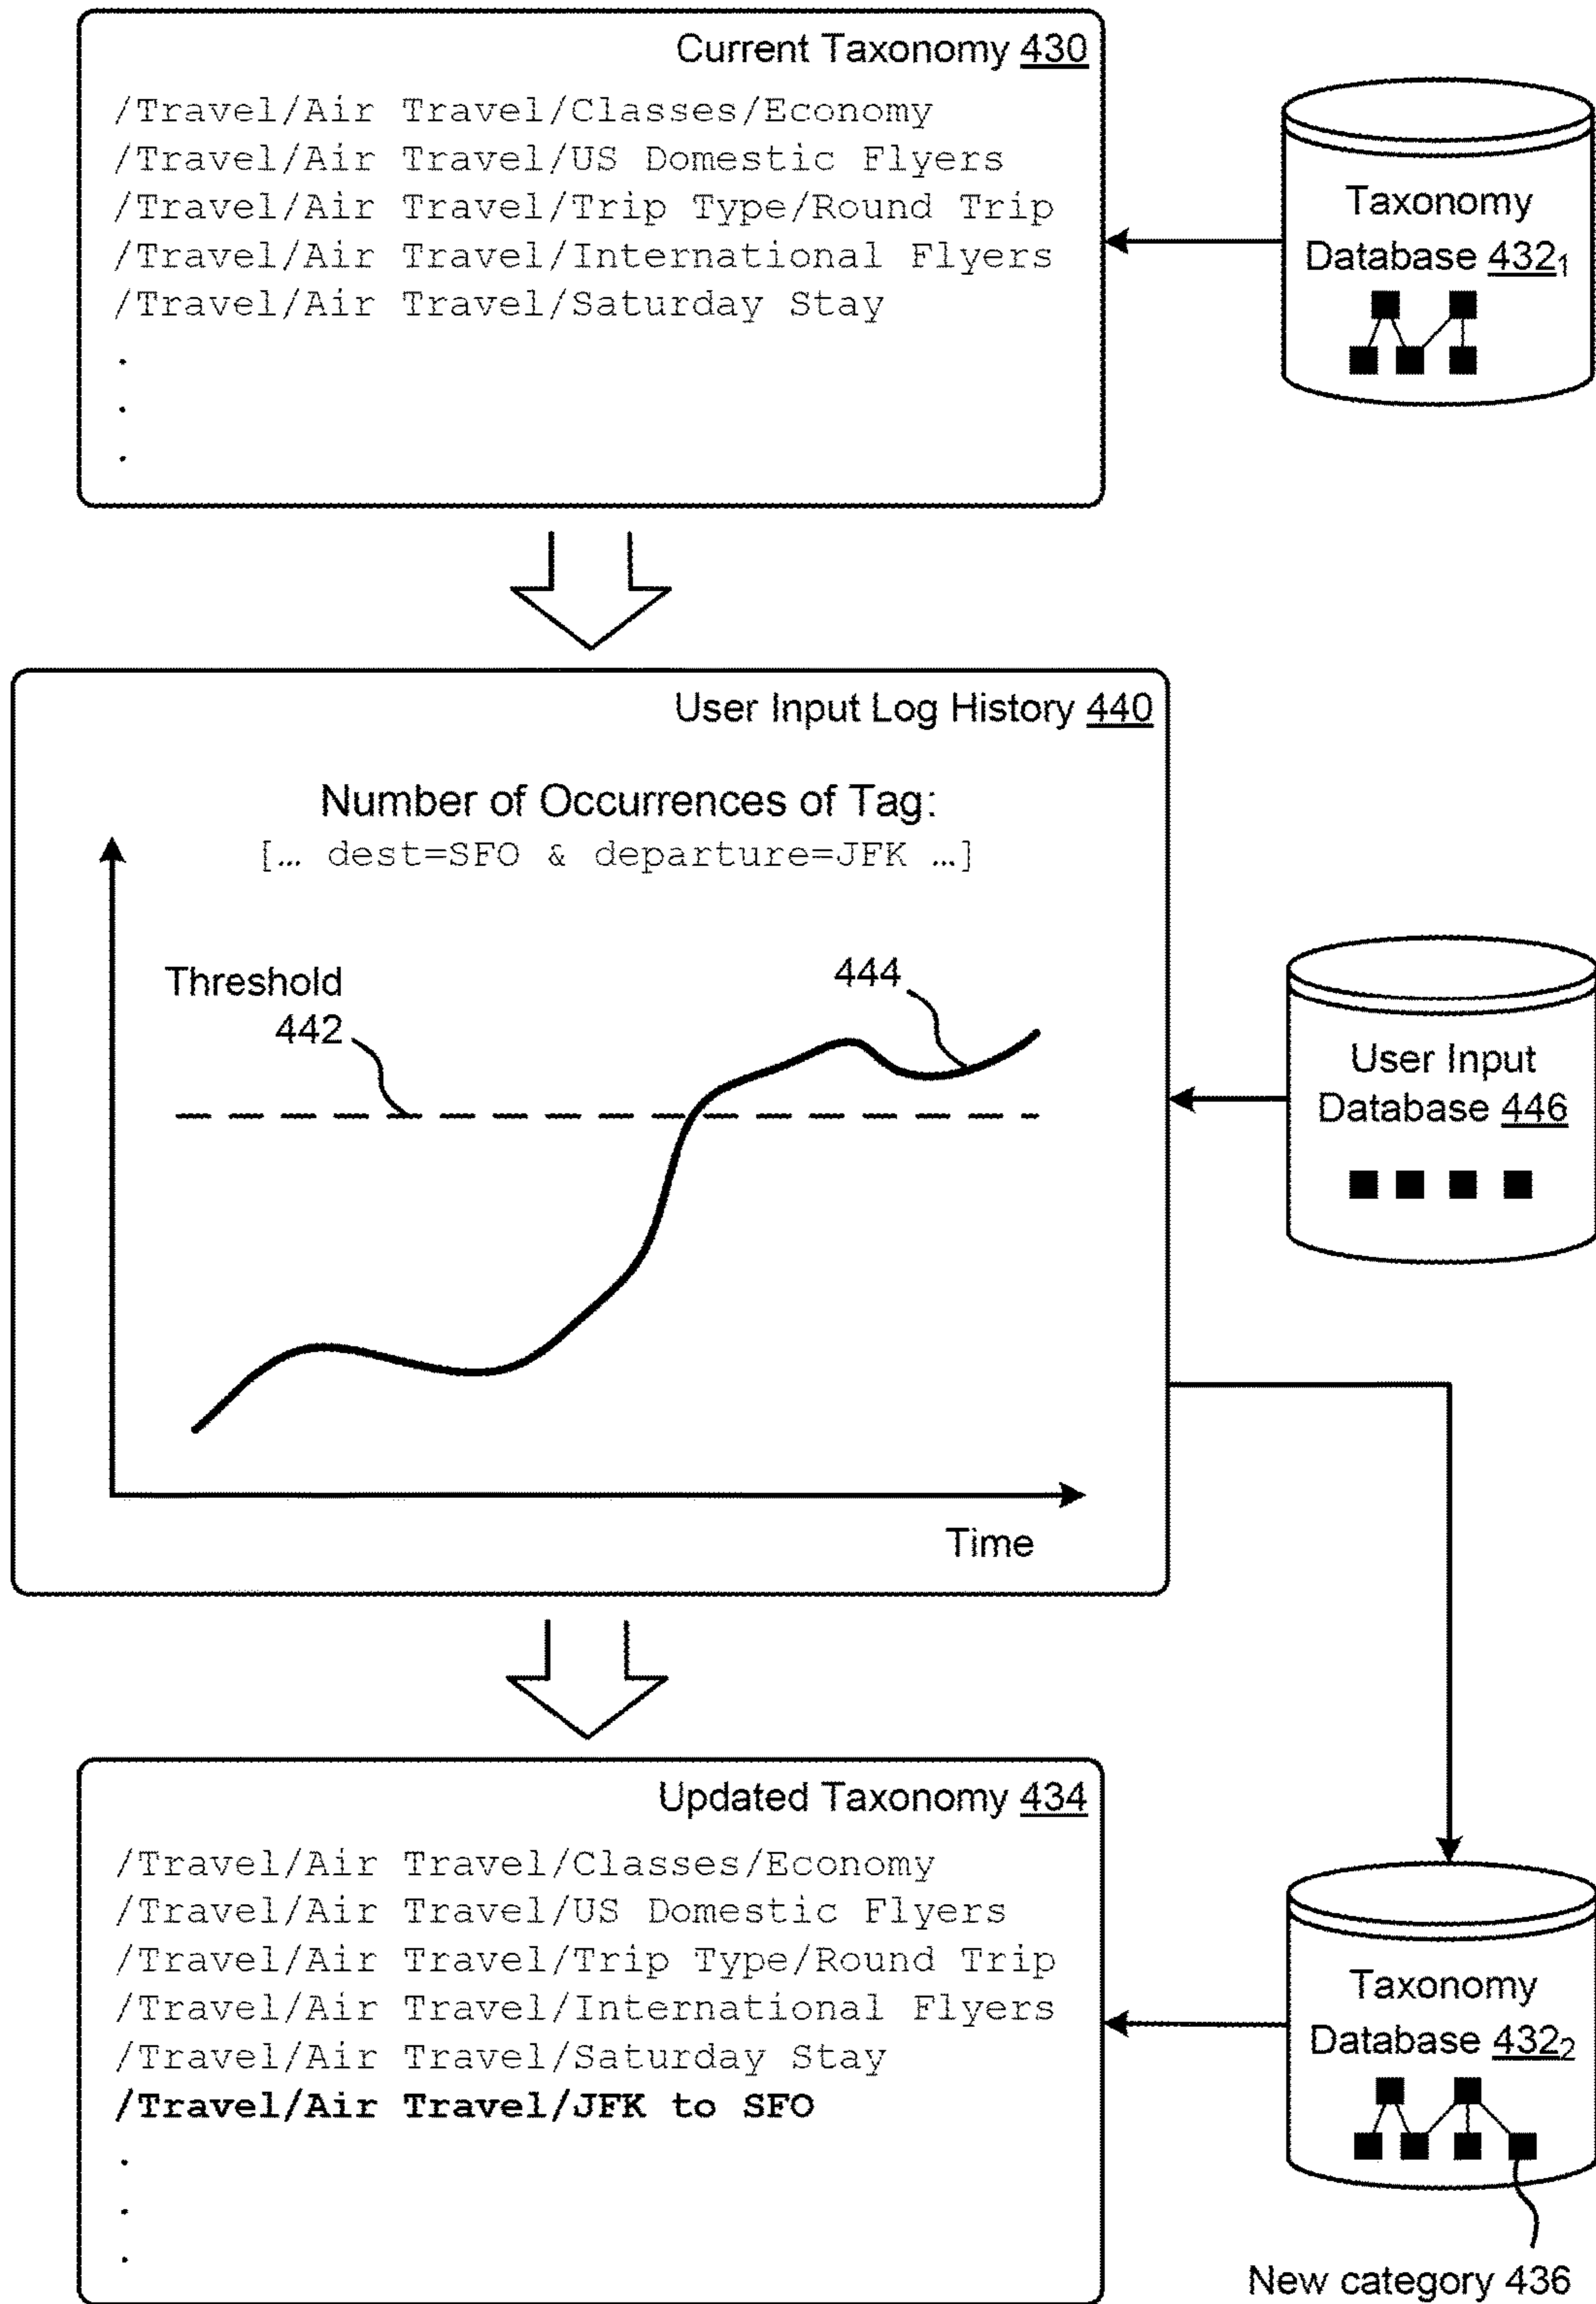 Current Taxonomy 430
/Travel/Air Travel/Classes/Economy
/Travel/Air Travel/US Domestic Flyers
/Travel/Air Travel/Trip Type/Round Trip
/Travel/Air Travel/International Flyers
/Travel/Air Travel/Saturday Stay
.
.
.
Taxonomy
Database 432₁
User Input Log History 440
Number of Occurrences of Tag:
[… dest=SFO & departure=JFK …]
Threshold
442
444
Time
User Input
Database 446
Updated Taxonomy 434
/Travel/Air Travel/Classes/Economy
/Travel/Air Travel/US Domestic Flyers
/Travel/Air Travel/Trip Type/Round Trip
/Travel/Air Travel/International Flyers
/Travel/Air Travel/Saturday Stay
/Travel/Air Travel/JFK to SFO
.
.
.
Taxonomy
Database 432₂
New category 436